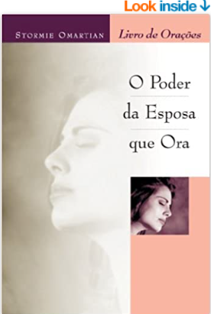 Look inside
STORMIE OMARTIAN
Livro de Orações
O Poder
da Esposa
que Ora